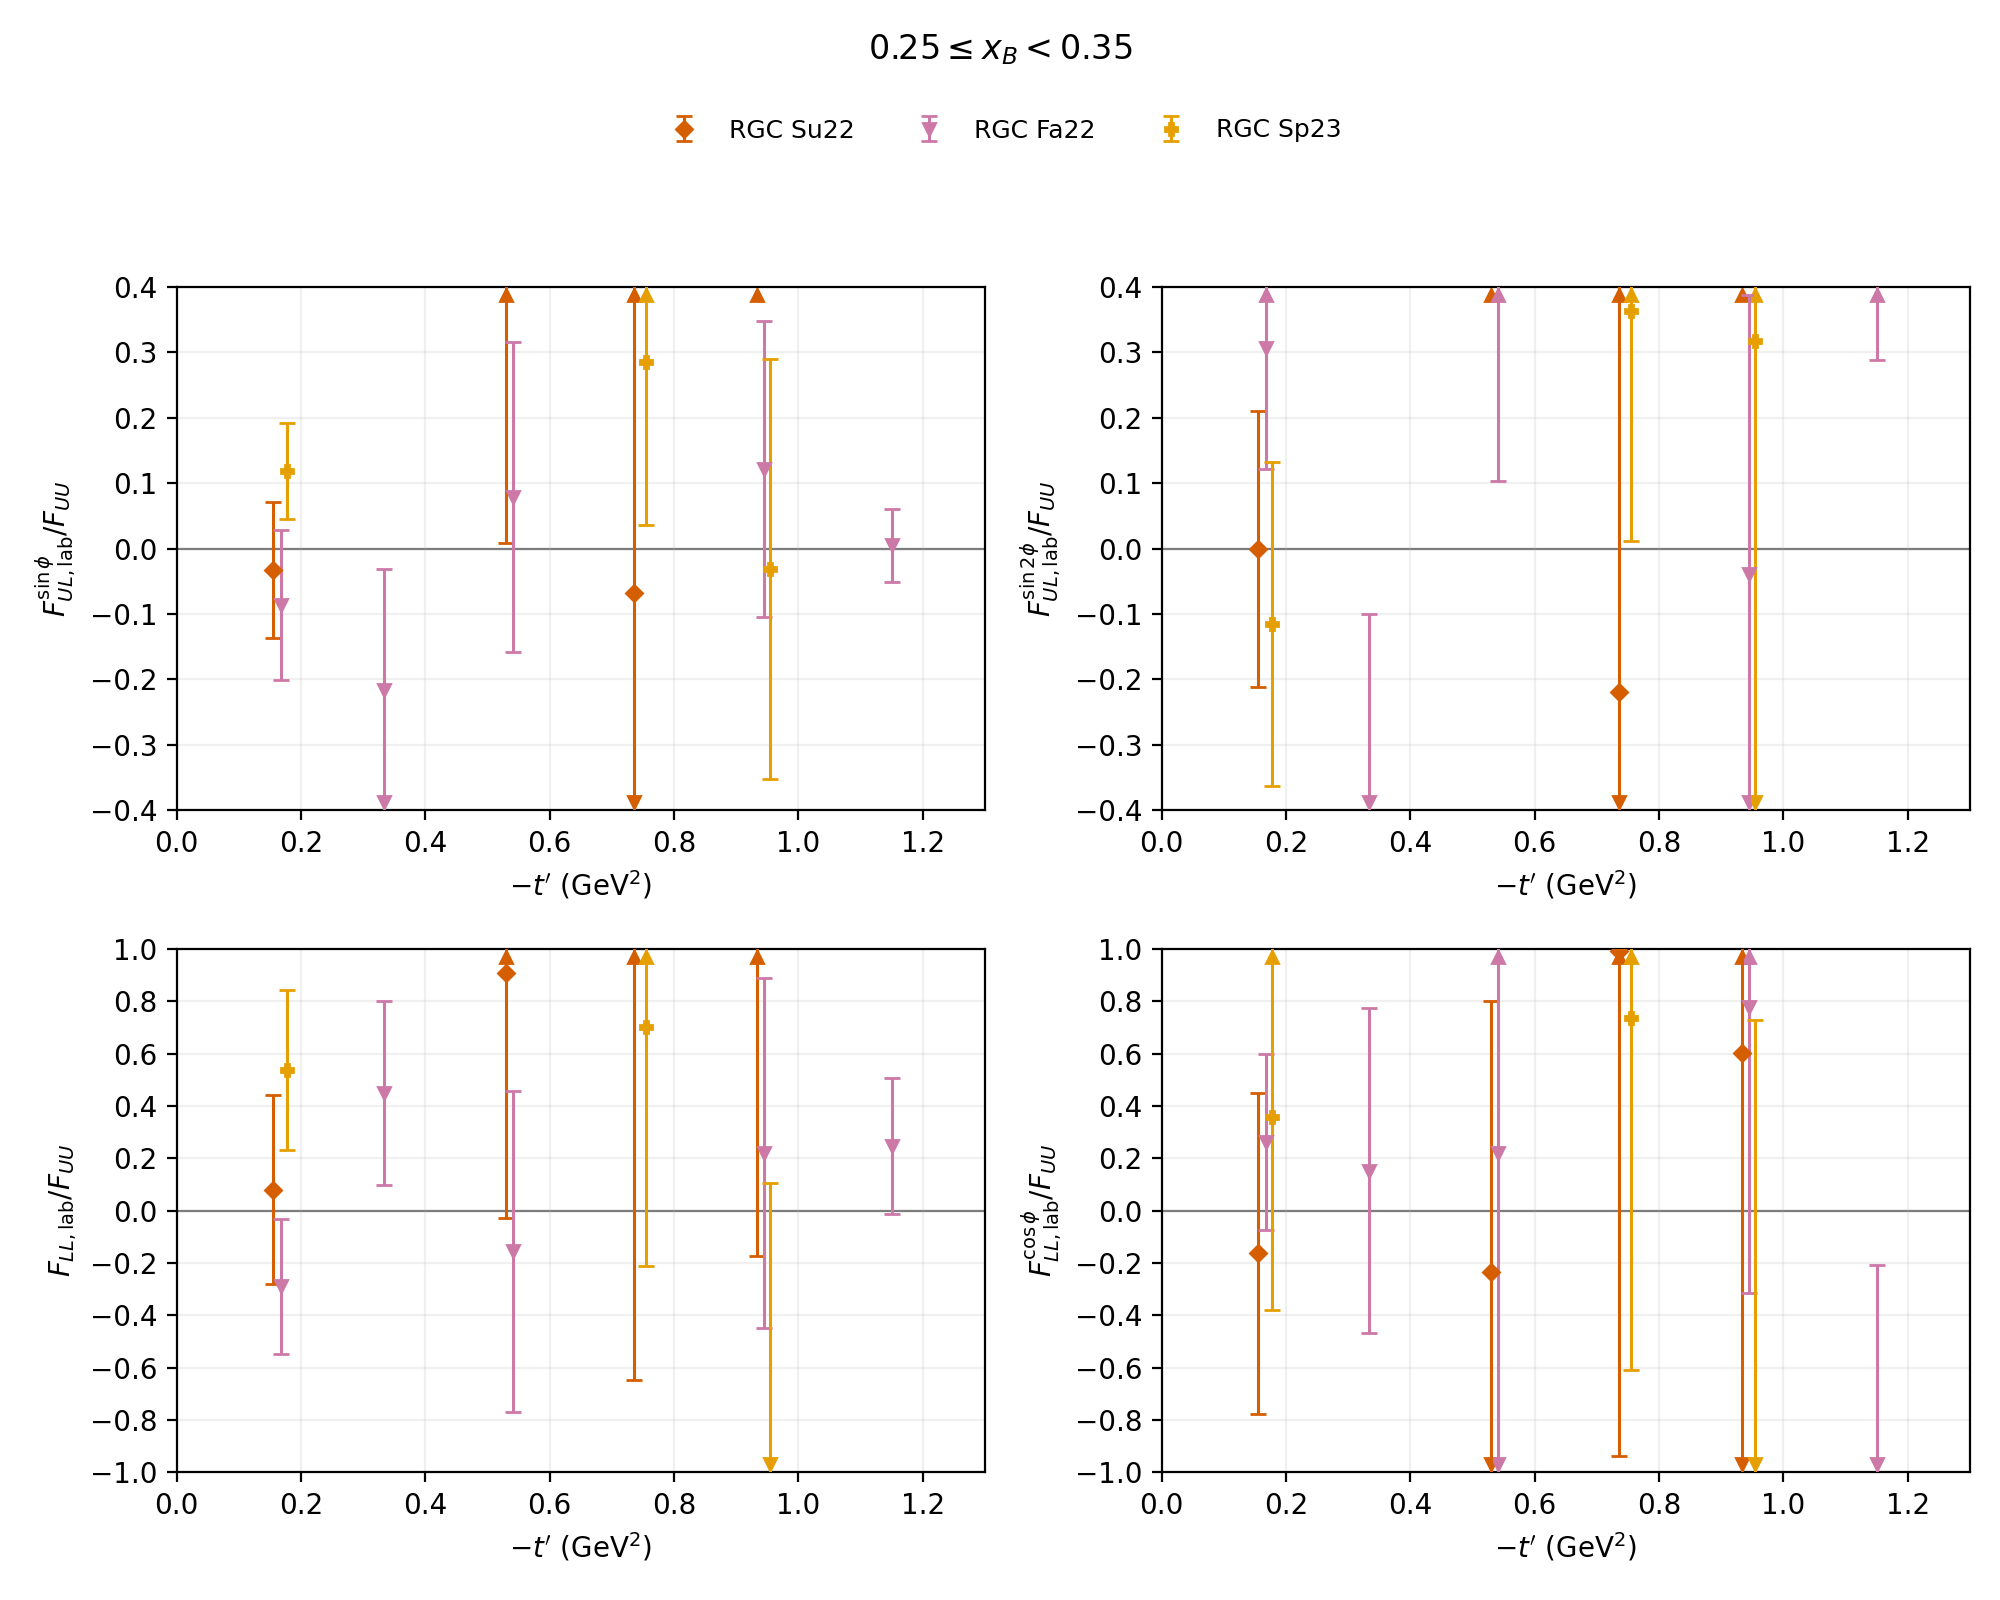 0.25 ≤ x_B < 0.35
RGC Su22 RGC Fa22 RGC Sp23
F_{UL,lab}^{sin ϕ}/F_{UU}
0.4
0.3
0.2
0.1
0.0
−0.1
−0.2
−0.3
−0.4
0.0 0.2 0.4 0.6 0.8 1.0 1.2
−t′ (GeV²)
F_{UL,lab}^{sin 2ϕ}/F_{UU}
0.4
0.3
0.2
0.1
0.0
−0.1
−0.2
−0.3
−0.4
0.0 0.2 0.4 0.6 0.8 1.0 1.2
−t′ (GeV²)
F_{LL,lab}/F_{UU}
1.0
0.8
0.6
0.4
0.2
0.0
−0.2
−0.4
−0.6
−0.8
−1.0
0.0 0.2 0.4 0.6 0.8 1.0 1.2
−t′ (GeV²)
F_{LL,lab}^{cos ϕ}/F_{UU}
1.0
0.8
0.6
0.4
0.2
0.0
−0.2
−0.4
−0.6
−0.8
−1.0
0.0 0.2 0.4 0.6 0.8 1.0 1.2
−t′ (GeV²)